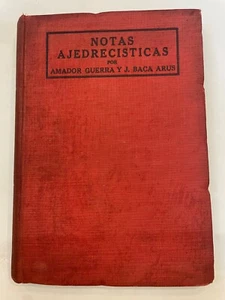 NOTAS
AJEDRECISTICAS
POR
AMADOR GUERRA Y J. BACA ARUS